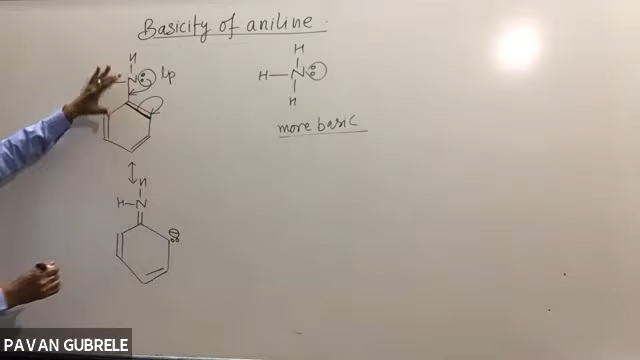 Basicity of aniline
H
N lp
H
H—N
H
more basic
H
H—N
⊖
PAVAN GUBRELE